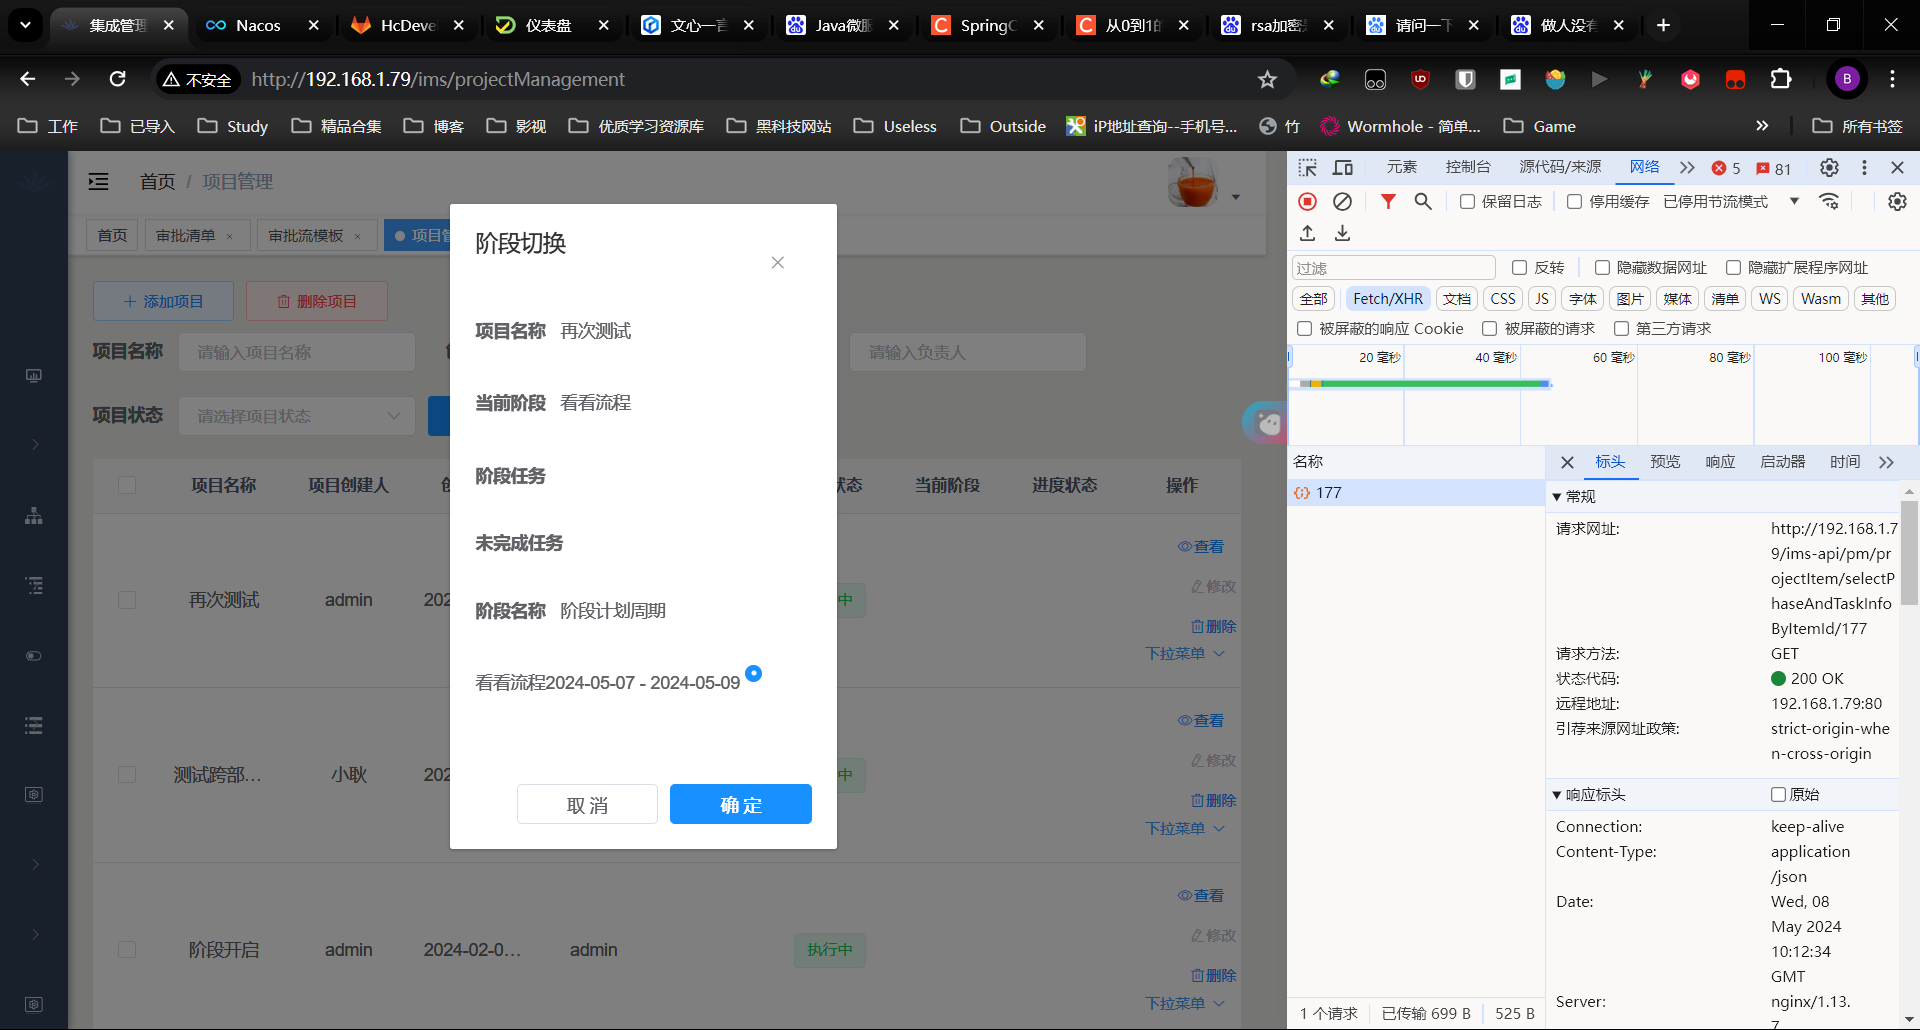 集成管理
Nacos
HcDeve
仪表盘
文心一言
Java微服
SpringC
从0到1的
rsa加密
请问一下
做人没有
不安全
http://192.168.1.79/ims/projectManagement
B
工作
已导入
Study
精品合集
博客
影视
优质学习资源库
黑科技网站
Useless
Outside
iP地址查询--手机号...
竹
Wormhole - 简单...
Game
所有书签
首页 / 项目管理
首页
审批清单
审批流模板
项目管
添加项目
删除项目
项目名称
请输入项目名称
请输入负责人
项目状态
请选择项目状态
项目名称
项目创建人
状态
当前阶段
进度状态
操作
再次测试
admin
202
中
查看
修改
删除
下拉菜单
测试跨部...
小耿
202
中
查看
修改
删除
下拉菜单
阶段开启
admin
2024-02-0...
admin
执行中
查看
修改
删除
下拉菜单
阶段切换
项目名称 再次测试
当前阶段 看看流程
阶段任务
未完成任务
阶段名称 阶段计划周期
看看流程2024-05-07 - 2024-05-09
取 消
确 定
元素
控制台
源代码/来源
网络
5
81
保留日志
停用缓存
已停用节流模式
过滤
反转
隐藏数据网址
隐藏扩展程序网址
全部
Fetch/XHR
文档
CSS
JS
字体
图片
媒体
清单
WS
Wasm
其他
被屏蔽的响应 Cookie
被屏蔽的请求
第三方请求
20 毫秒
40 毫秒
60 毫秒
80 毫秒
100 毫秒
名称
177
标头
预览
响应
启动器
时间
常规
请求网址:
http://192.168.1.7
9/ims-api/pm/pr
ojectItem/selectP
haseAndTaskInfo
ByItemId/177
请求方法:
GET
状态代码:
200 OK
远程地址:
192.168.1.79:80
引荐来源网址政策:
strict-origin-whe
n-cross-origin
响应标头
原始
Connection:
keep-alive
Content-Type:
application
/json
Date:
Wed, 08
May 2024
10:12:34
GMT
Server:
nginx/1.13.
7
1 个请求
已传输 699 B
525 B